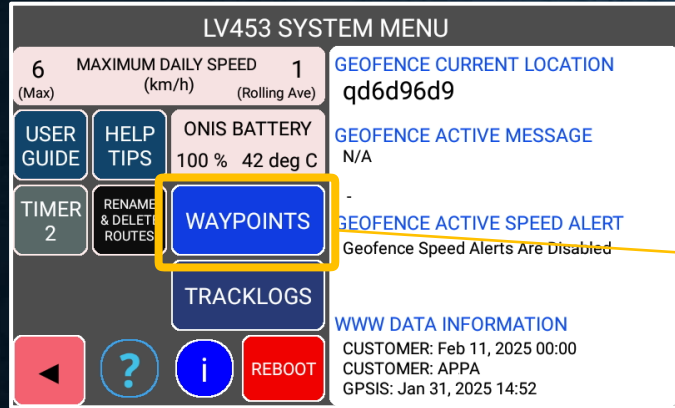 LV453 SYSTEM MENU
MAXIMUM DAILY SPEED
6 (km/h) 1
(Max) (Rolling Ave)
USER GUIDE
HELP TIPS
ONIS BATTERY
100 % 42 deg C
TIMER 2
RENAME
& DELETE
ROUTES
WAYPOINTS
TRACKLOGS
◄
?
i
REBOOT
GEOFENCE CURRENT LOCATION
qd6d96d9
GEOFENCE ACTIVE MESSAGE
N/A
-
GEOFENCE ACTIVE SPEED ALERT
Geofence Speed Alerts Are Disabled
WWW DATA INFORMATION
CUSTOMER: Feb 11, 2025 00:00
CUSTOMER: APPA
GPSIS: Jan 31, 2025 14:52